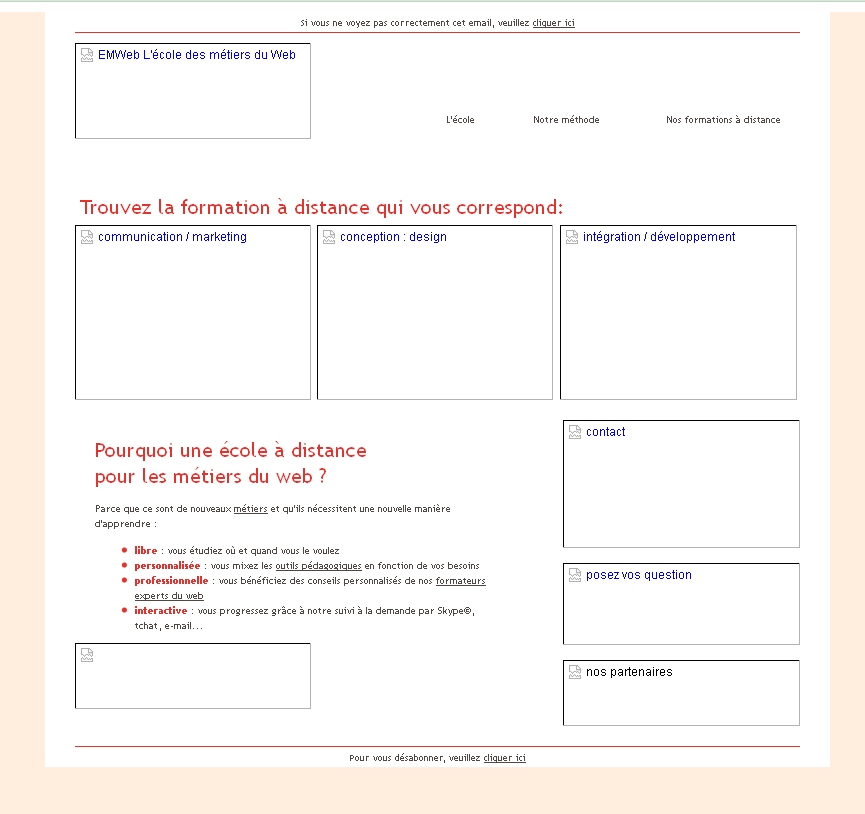 Si vous ne voyez pas correctement cet email, veuillez cliquer ici
EMWeb L'école des métiers du Web
L'école
Notre méthode
Nos formations à distance
Trouvez la formation à distance qui vous correspond:
communication / marketing
conception : design
intégration / développement
Pourquoi une école à distance
pour les métiers du web ?
Parce que ce sont de nouveaux métiers et qu'ils nécessitent une nouvelle manière
d'apprendre :
libre : vous étudiez où et quand vous le voulez
personnalisée : vous mixez les outils pédagogiques en fonction de vos besoins
professionnelle : vous bénéficiez des conseils personnalisés de nos formateurs
experts du web
interactive : vous progressez grâce à notre suivi à la demande par Skype®,
tchat, e-mail...
contact
posez vos question
nos partenaires
Pour vous désabonner, veuillez cliquer ici